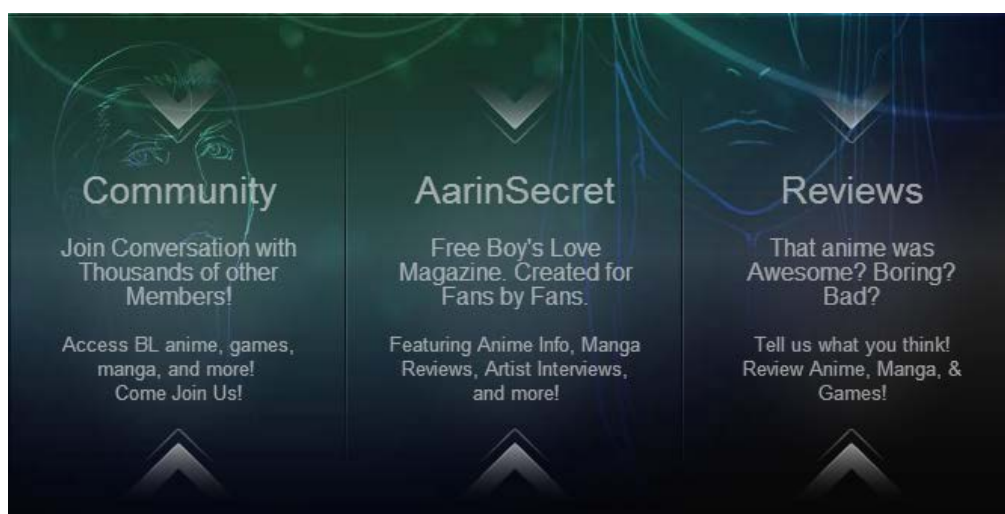 Community
Join Conversation with
Thousands of other
Members!
Access BL anime, games,
manga, and more!
Come Join Us!
AarinSecret
Free Boy's Love
Magazine. Created for
Fans by Fans.
Featuring Anime Info, Manga
Reviews, Artist Interviews,
and more!
Reviews
That anime was
Awesome? Boring?
Bad?
Tell us what you think!
Review Anime, Manga, &
Games!